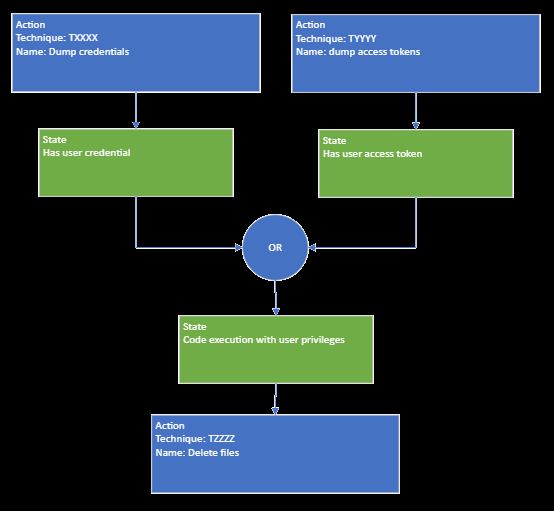 Action
Technique: TXXXX
Name: Dump credentials
Action
Technique: TYYYY
Name: dump access tokens
State
Has user credential
State
Has user access token
OR
State
Code execution with user privileges
Action
Technique: TZZZZ
Name: Delete files